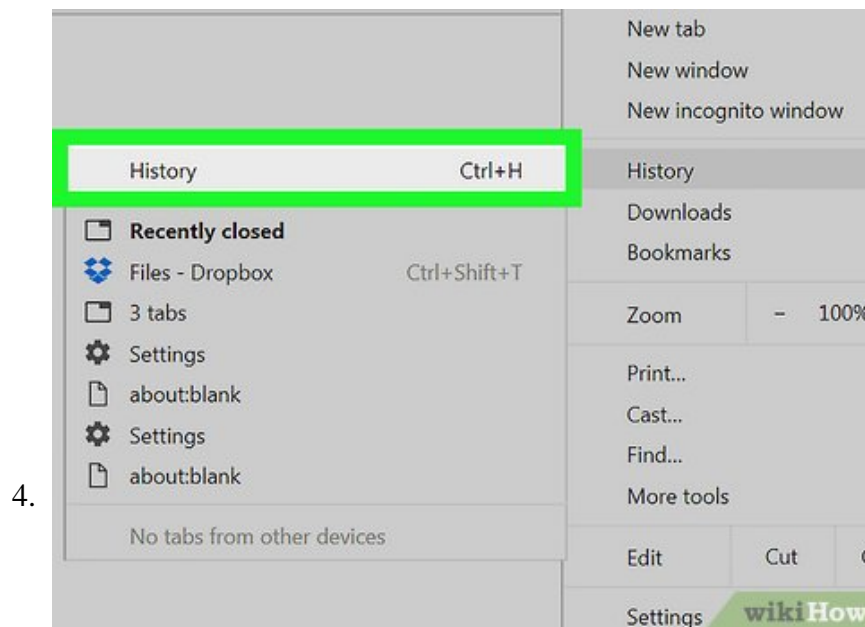 New tab
New window
New incognito window
History Ctrl+H
History
Recently closed
Downloads
Files - Dropbox Ctrl+Shift+T
Bookmarks
3 tabs
Zoom - 100%
Settings
Print...
about:blank
Cast...
Settings
Find...
about:blank
More tools
4.
No tabs from other devices
Edit Cut
Settings
wikiHow